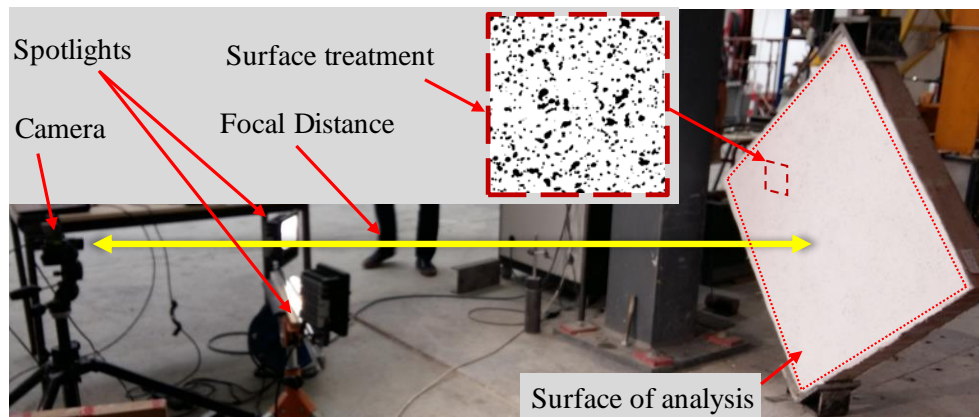 Spotlights
Surface treatment
Camera
Focal Distance
Surface of analysis